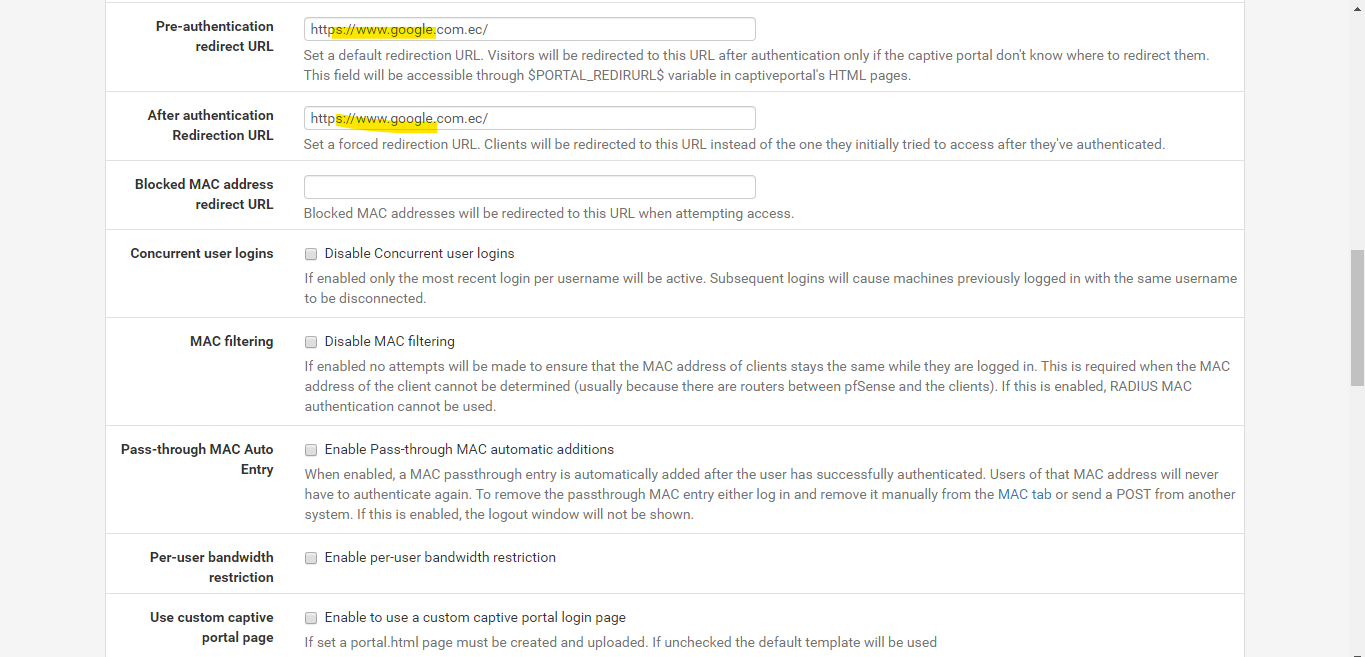 Pre-authentication
redirect URL
https://www.google.com.ec/
Set a default redirection URL. Visitors will be redirected to this URL after authentication only if the captive portal don't know where to redirect them.
This field will be accessible through $PORTAL_REDIRURL$ variable in captiveportal's HTML pages.
After authentication
Redirection URL
https://www.google.com.ec/
Set a forced redirection URL. Clients will be redirected to this URL instead of the one they initially tried to access after they've authenticated.
Blocked MAC address
redirect URL
Blocked MAC addresses will be redirected to this URL when attempting access.
Concurrent user logins
Disable Concurrent user logins
If enabled only the most recent login per username will be active. Subsequent logins will cause machines previously logged in with the same username
to be disconnected.
MAC filtering
Disable MAC filtering
If enabled no attempts will be made to ensure that the MAC address of clients stays the same while they are logged in. This is required when the MAC
address of the client cannot be determined (usually because there are routers between pfSense and the clients). If this is enabled, RADIUS MAC
authentication cannot be used.
Pass-through MAC Auto
Entry
Enable Pass-through MAC automatic additions
When enabled, a MAC passthrough entry is automatically added after the user has successfully authenticated. Users of that MAC address will never
have to authenticate again. To remove the passthrough MAC entry either log in and remove it manually from the MAC tab or send a POST from another
system. If this is enabled, the logout window will not be shown.
Per-user bandwidth
restriction
Enable per-user bandwidth restriction
Use custom captive
portal page
Enable to use a custom captive portal login page
If set a portal.html page must be created and uploaded. If unchecked the default template will be used